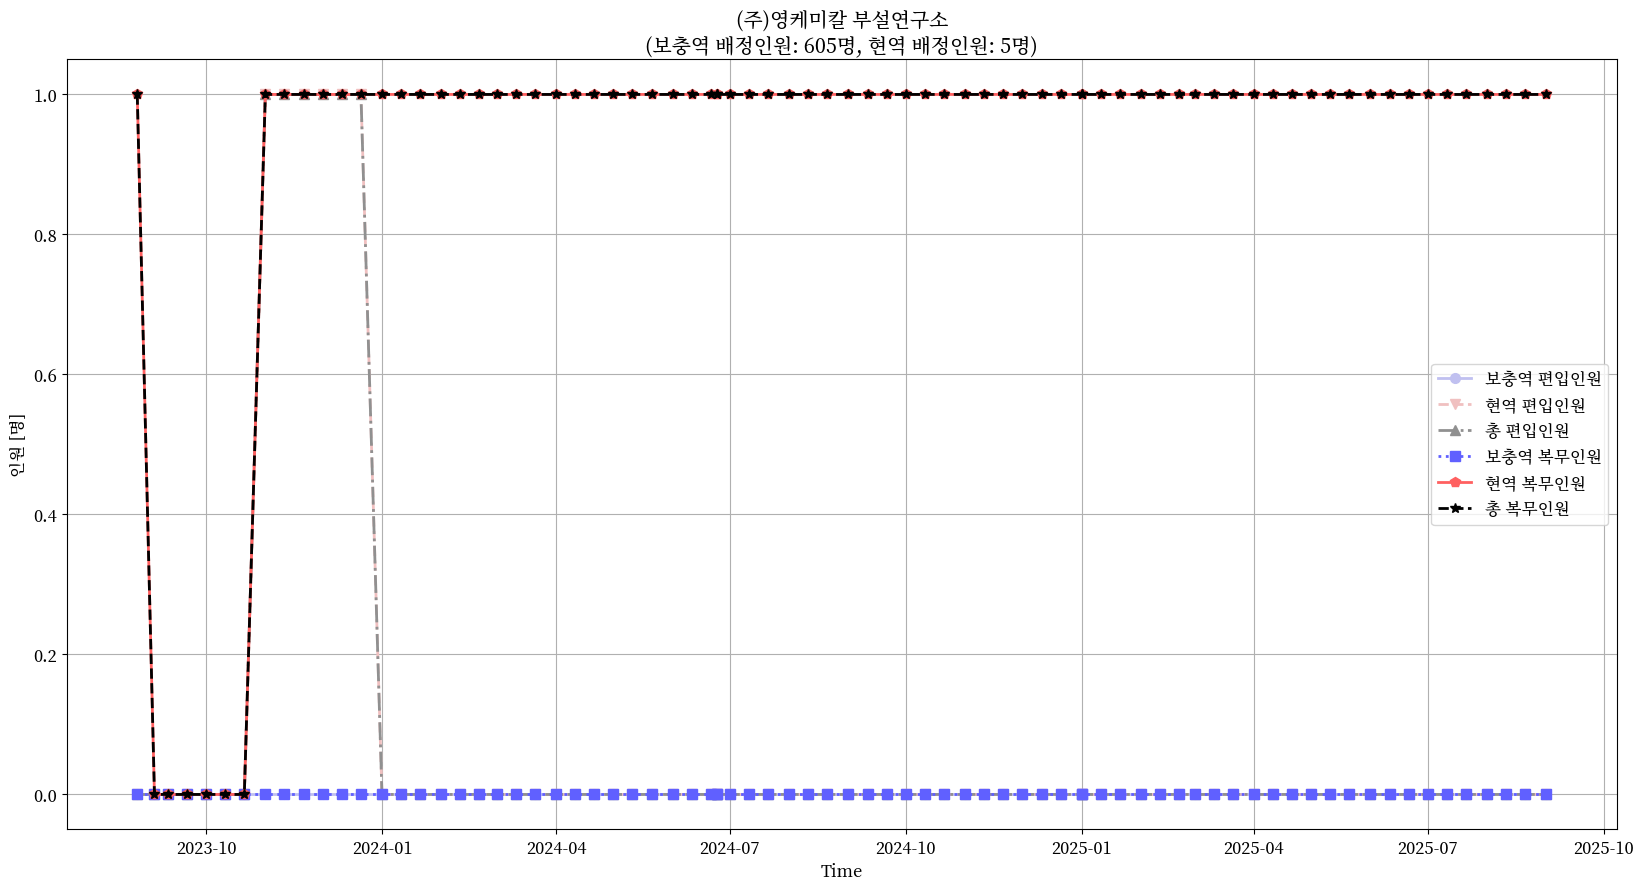 (주)영케미칼 부설연구소
(보충역 배정인원: 605명, 현역 배정인원: 5명)
인원 [명]
1.0
0.8
0.6
0.4
0.2
0.0
보충역 편입인원
현역 편입인원
총 편입인원
보충역 복무인원
현역 복무인원
총 복무인원
2023-10
2024-01
2024-04
2024-07
2024-10
2025-01
2025-04
2025-07
2025-10
Time